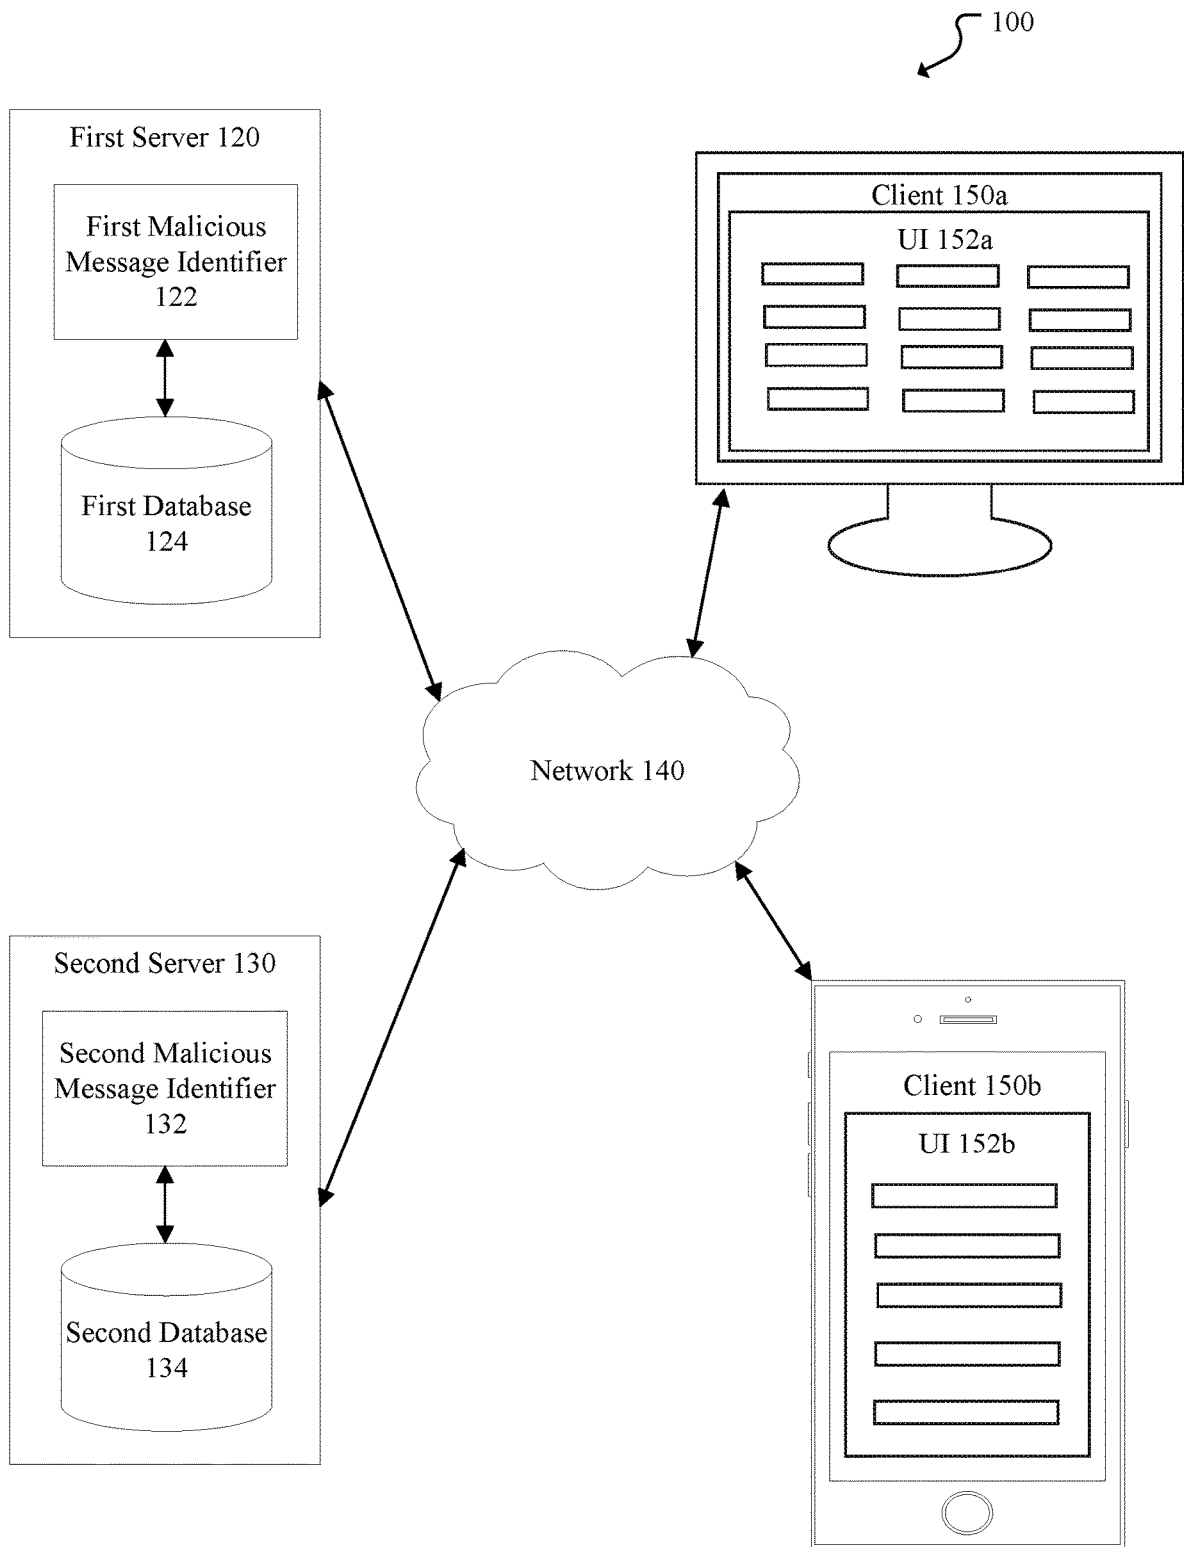 100
First Server 120
First Malicious
Message Identifier
122
First Database
124
Client 150a
UI 152a
Network 140
Second Server 130
Second Malicious
Message Identifier
132
Second Database
134
Client 150b
UI 152b